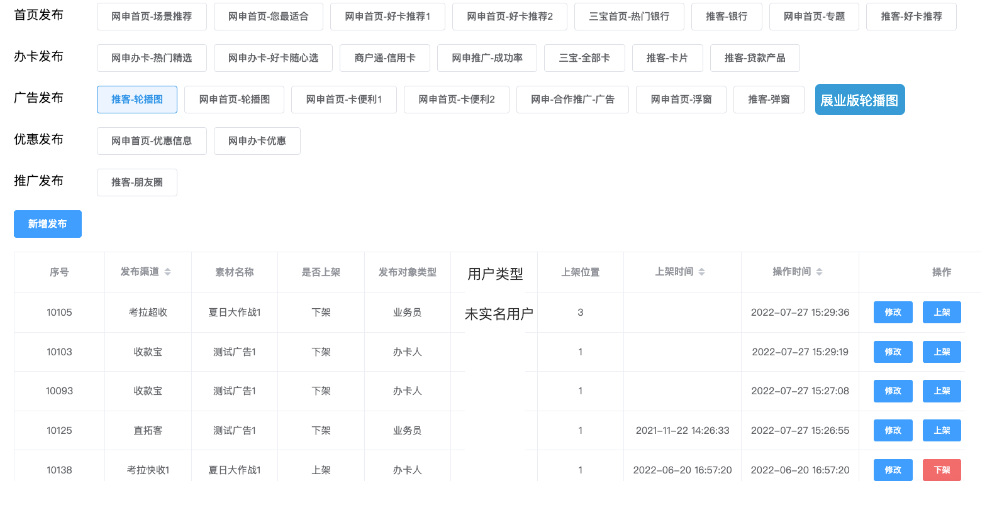 首页发布 网申首页-场景推荐 网申首页-您最适合 网申首页-好卡推荐1 网申首页-好卡推荐2 三宝首页-热门银行 推客-银行 网申首页-专题 推客-好卡推荐
办卡发布 网申办卡-热门精选 网申办卡-好卡随心选 商户通-信用卡 网申推广-成功率 三宝-全部卡 推客-卡片 推客-贷款产品
广告发布 推客-轮播图 网申首页-轮播图 网申首页-卡便利1 网申首页-卡便利2 网申-合作推广-广告 网申首页-浮窗 推客-弹窗 展业版轮播图
优惠发布 网申首页-优惠信息 网申办卡优惠
推广发布 推客-朋友圈
新增发布
序号 发布渠道 素材名称 是否上架 发布对象类型 用户类型 上架位置 上架时间 操作时间 操作
10105 考拉超收 夏日大作战1 下架 业务员 未实名用户 3 2022-07-27 15:29:36 修改 上架
10103 收款宝 测试广告1 下架 办卡人 1 2022-07-27 15:29:19 修改 上架
10093 收款宝 测试广告1 下架 办卡人 1 2022-07-27 15:27:08 修改 上架
10125 直拓客 测试广告1 下架 业务员 1 2021-11-22 14:26:33 2022-07-27 15:26:55 修改 上架
10138 考拉快收1 夏日大作战1 上架 办卡人 1 2022-06-20 16:57:20 2022-06-20 16:57:20 修改 下架